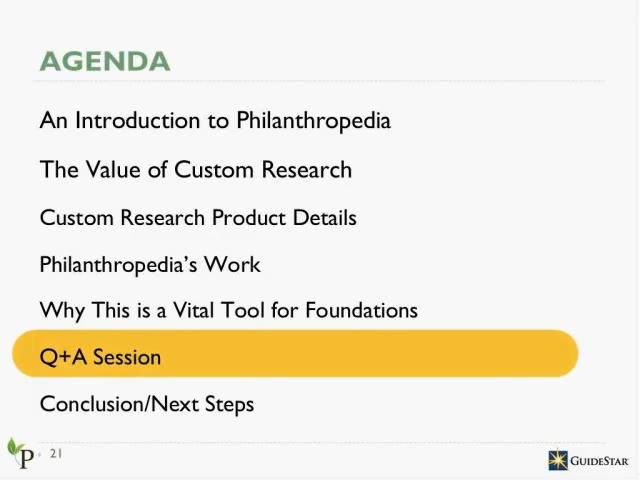 AGENDA
An Introduction to Philanthropedia
The Value of Custom Research
Custom Research Product Details
Philanthropedia's Work
Why This is a Vital Tool for Foundations
Q+A Session
Conclusion/Next Steps
P 21
GUIDESTAR